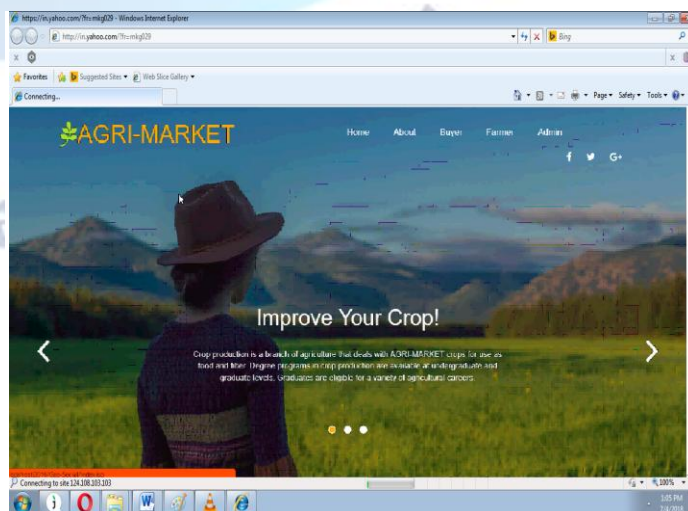 https://in.yahoo.com/?fr=mkg029 - Windows Internet Explorer
http://in.yahoo.com/?fr=mkg029
Bing
Favorites Suggested Sites Web Slice Gallery
Connecting... Page Safety Tools
AGRI-MARKET Home About Buyer Farmer Admin
f G+
Improve Your Crop!
Crop production is a branch of agriculture that deals with AGRI-MARKET crops for use as
food and fiber. Degree programs in crop production are available at undergraduate and
graduate levels. Graduates are eligible for a variety of agricultural careers.
Connecting to site 124.108.103.103 100%
3:05 PM